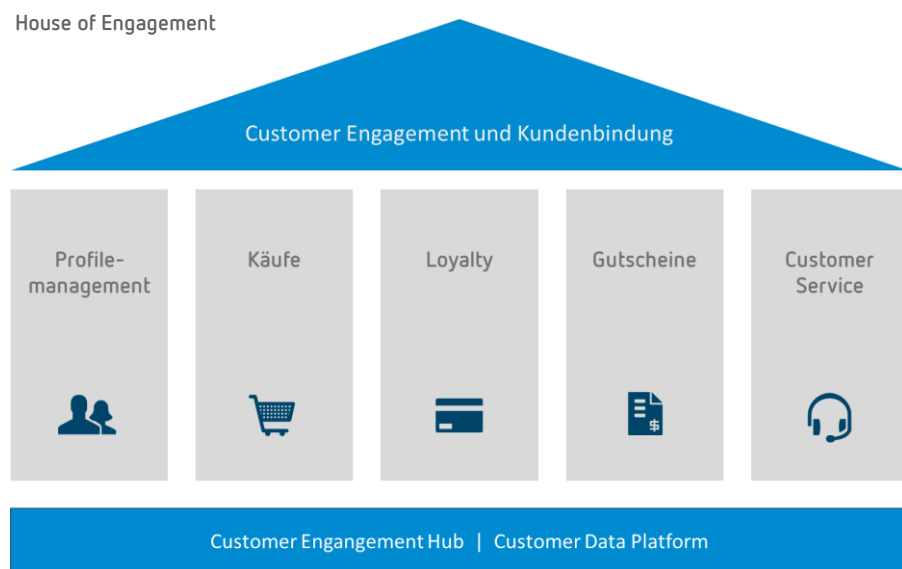 House of Engagement
Customer Engagement und Kundenbindung
Profile-
management
Käufe
Loyalty
Gutscheine
Customer
Service
$
Customer Engangement Hub | Customer Data Platform